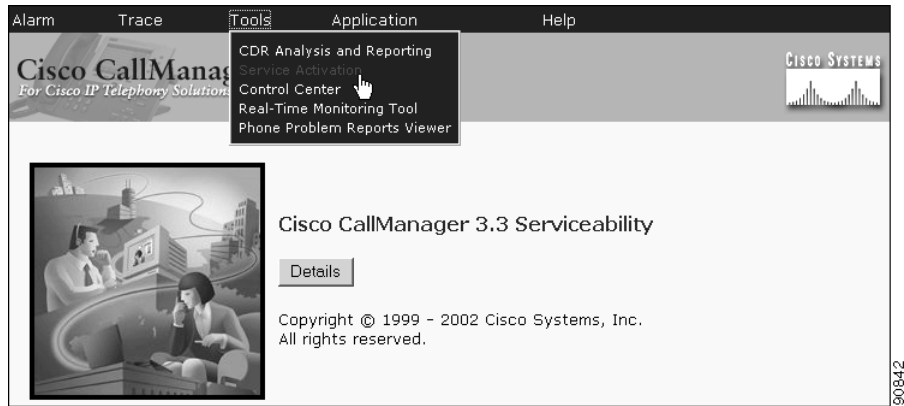 Alarm Trace Tools Application Help
CDR Analysis and Reporting
Service Activation
Control Center
Real-Time Monitoring Tool
Phone Problem Reports Viewer
Cisco CallManag
For Cisco IP Telephony Solution
CISCO SYSTEMS
Cisco CallManager 3.3 Serviceability
Details
Copyright © 1999 - 2002 Cisco Systems, Inc.
All rights reserved.
90842